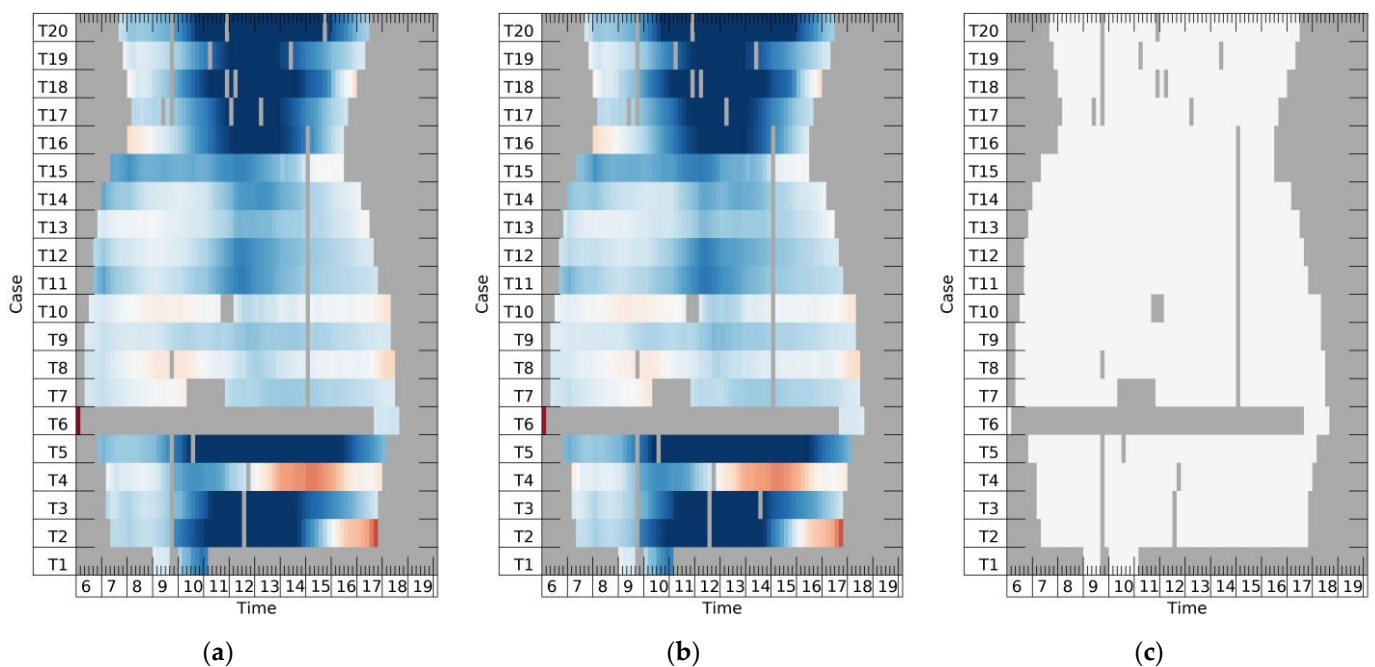 T20
T19
T18
T17
T16
T15
T14
T13
T12
T11
T10
T9
T8
T7
T6
T5
T4
T3
T2
T1
Case
6 7 8 9 10 11 12 13 14 15 16 17 18 19
Time
(a)
T20
T19
T18
T17
T16
T15
T14
T13
T12
T11
T10
T9
T8
T7
T6
T5
T4
T3
T2
T1
Case
6 7 8 9 10 11 12 13 14 15 16 17 18 19
Time
(b)
T20
T19
T18
T17
T16
T15
T14
T13
T12
T11
T10
T9
T8
T7
T6
T5
T4
T3
T2
T1
Case
6 7 8 9 10 11 12 13 14 15 16 17 18 19
Time
(c)